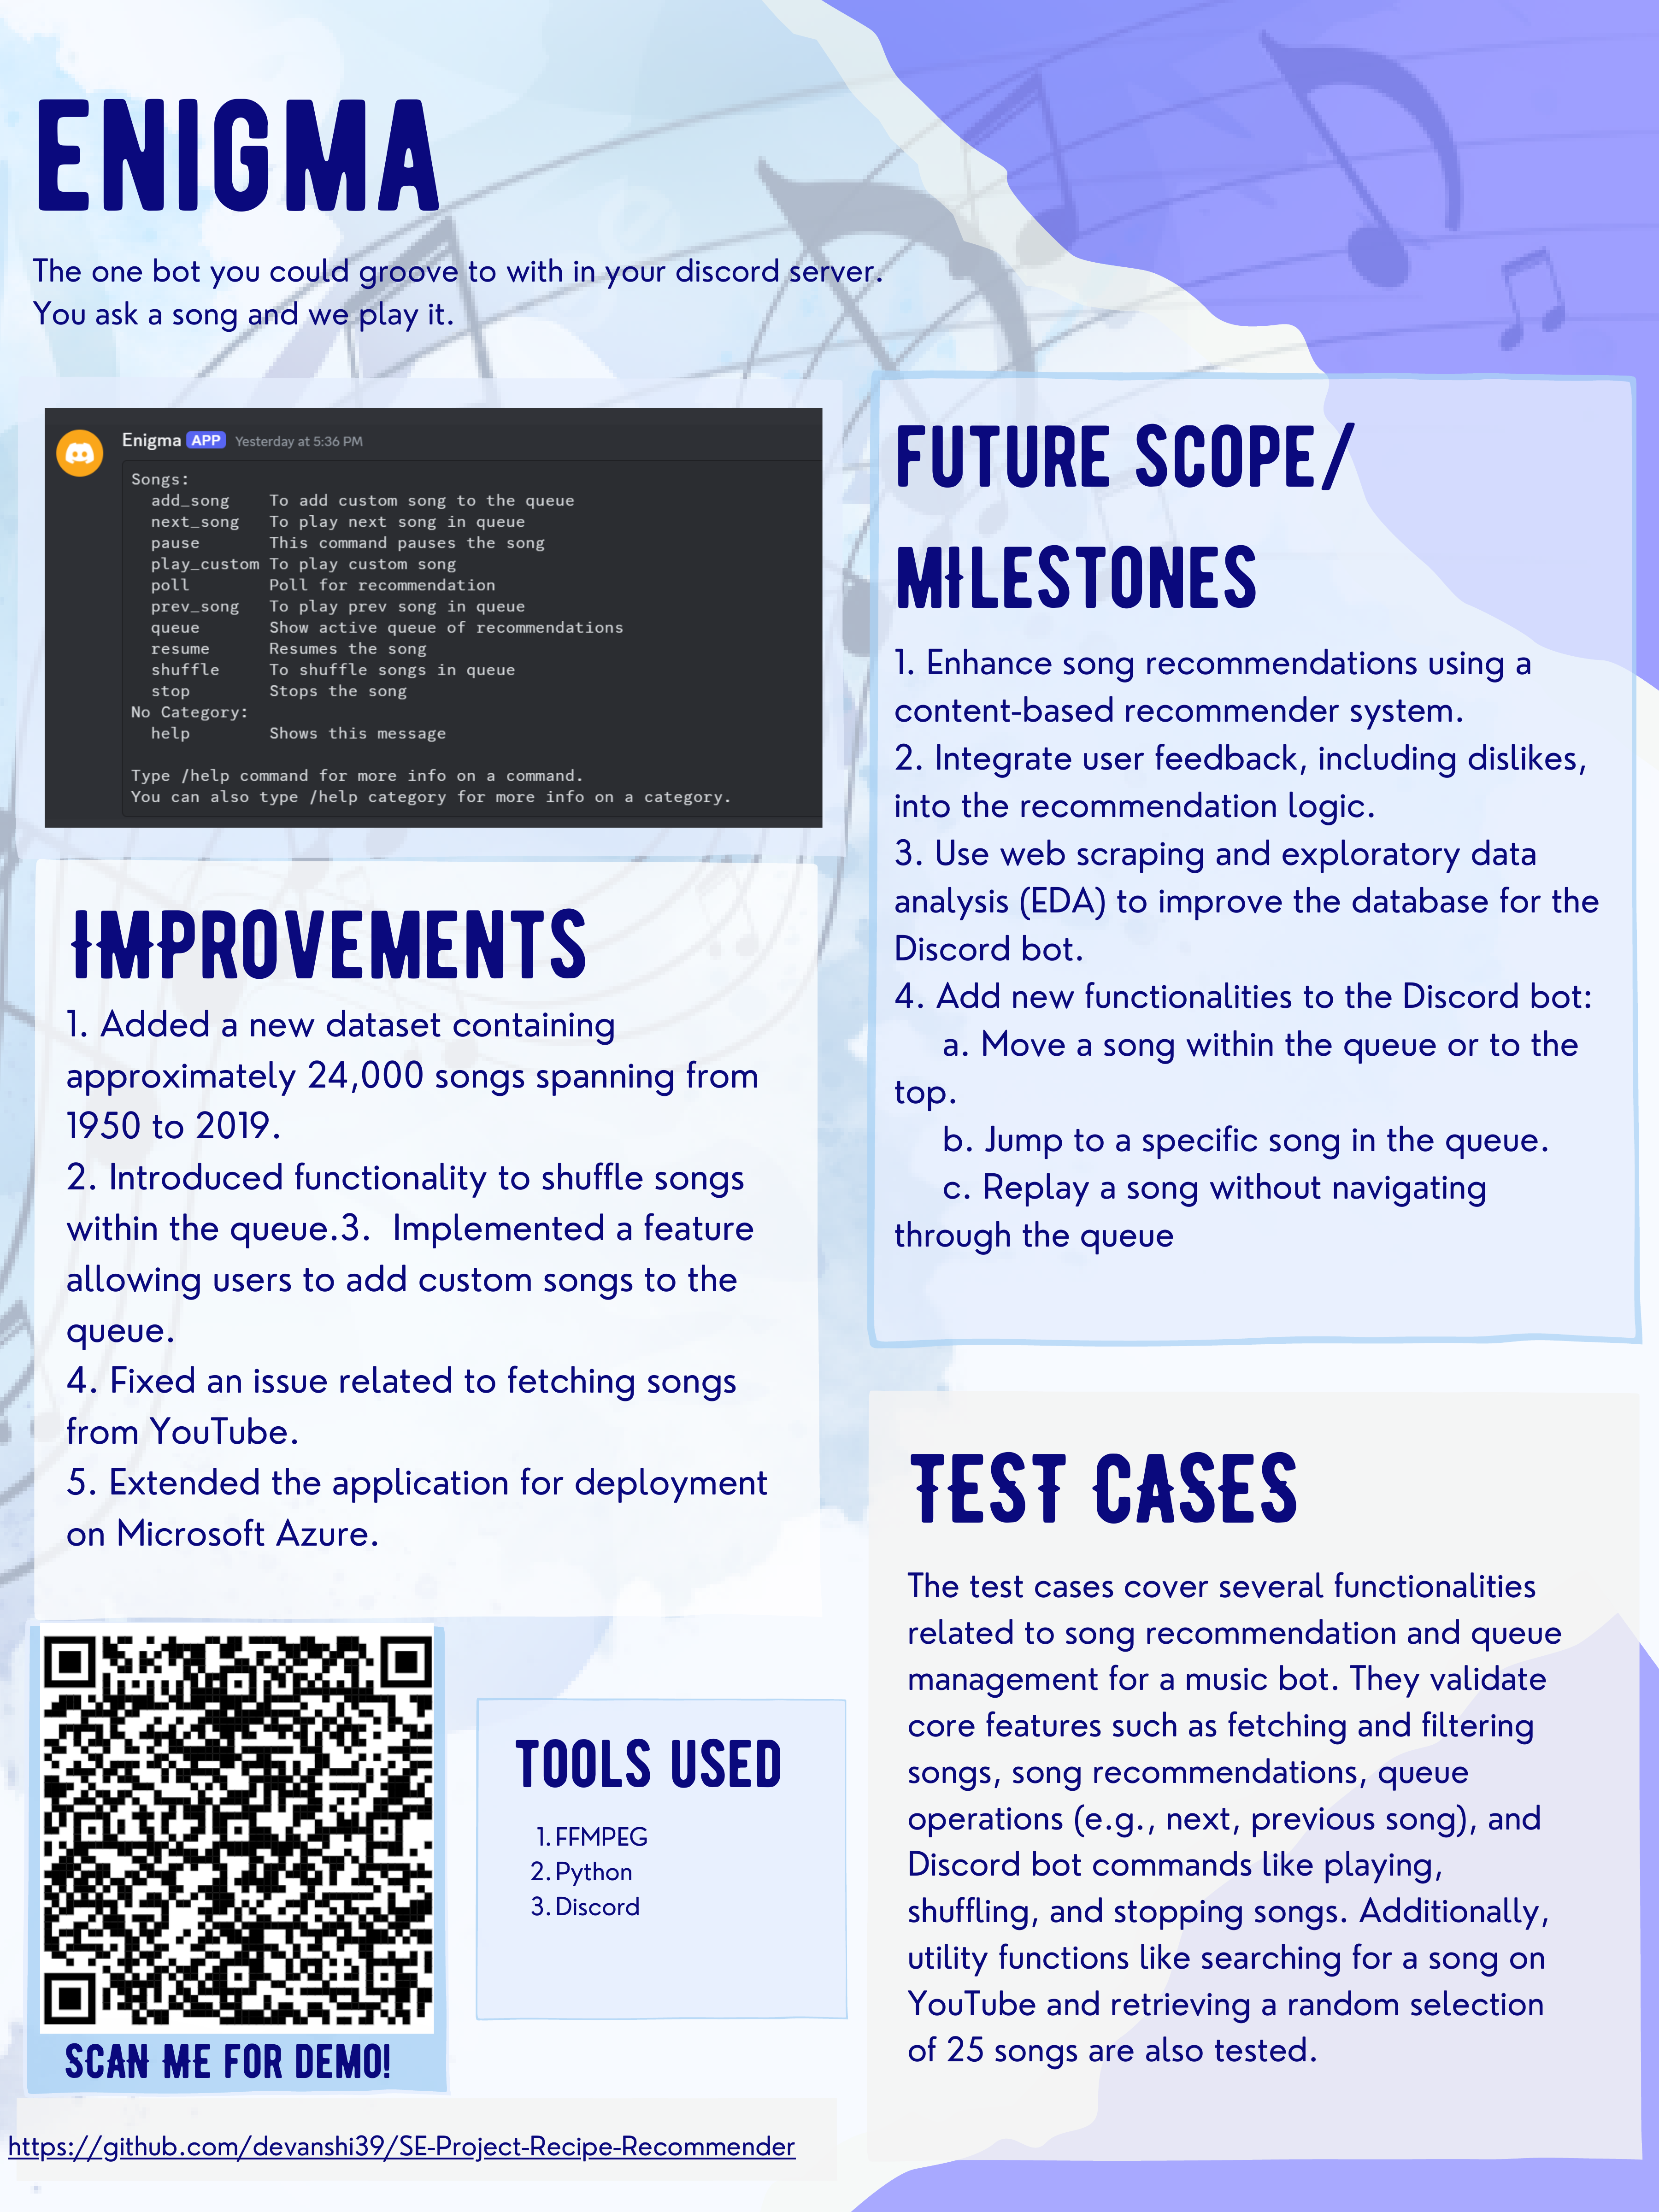 ENIGMA
The one bot you could groove to with in your discord server.
You ask a song and we play it.
Enigma APP Yesterday at 5:36 PM
Songs:
add_song To add custom song to the queue
next_song To play next song in queue
pause This command pauses the song
play_custom To play custom song
poll Poll for recommendation
prev_song To play prev song in queue
queue Show active queue of recommendations
resume Resumes the song
shuffle To shuffle songs in queue
stop Stops the song
No Category:
help Shows this message
Type /help command for more info on a command.
You can also type /help category for more info on a category.
IMPROVEMENTS
1. Added a new dataset containing
approximately 24,000 songs spanning from
1950 to 2019.
2. Introduced functionality to shuffle songs
within the queue.3.  Implemented a feature
allowing users to add custom songs to the
queue.
4. Fixed an issue related to fetching songs
from YouTube.
5. Extended the application for deployment
on Microsoft Azure.
SCAN ME FOR DEMO!
TOOLS USED
1. FFMPEG
2. Python
3. Discord
https://github.com/devanshi39/SE-Project-Recipe-Recommender
FUTURE SCOPE/
MILESTONES
1. Enhance song recommendations using a
content-based recommender system.
2. Integrate user feedback, including dislikes,
into the recommendation logic.
3. Use web scraping and exploratory data
analysis (EDA) to improve the database for the
Discord bot.
4. Add new functionalities to the Discord bot:
a. Move a song within the queue or to the
top.
b. Jump to a specific song in the queue.
c. Replay a song without navigating
through the queue
TEST CASES
The test cases cover several functionalities
related to song recommendation and queue
management for a music bot. They validate
core features such as fetching and filtering
songs, song recommendations, queue
operations (e.g., next, previous song), and
Discord bot commands like playing,
shuffling, and stopping songs. Additionally,
utility functions like searching for a song on
YouTube and retrieving a random selection
of 25 songs are also tested.